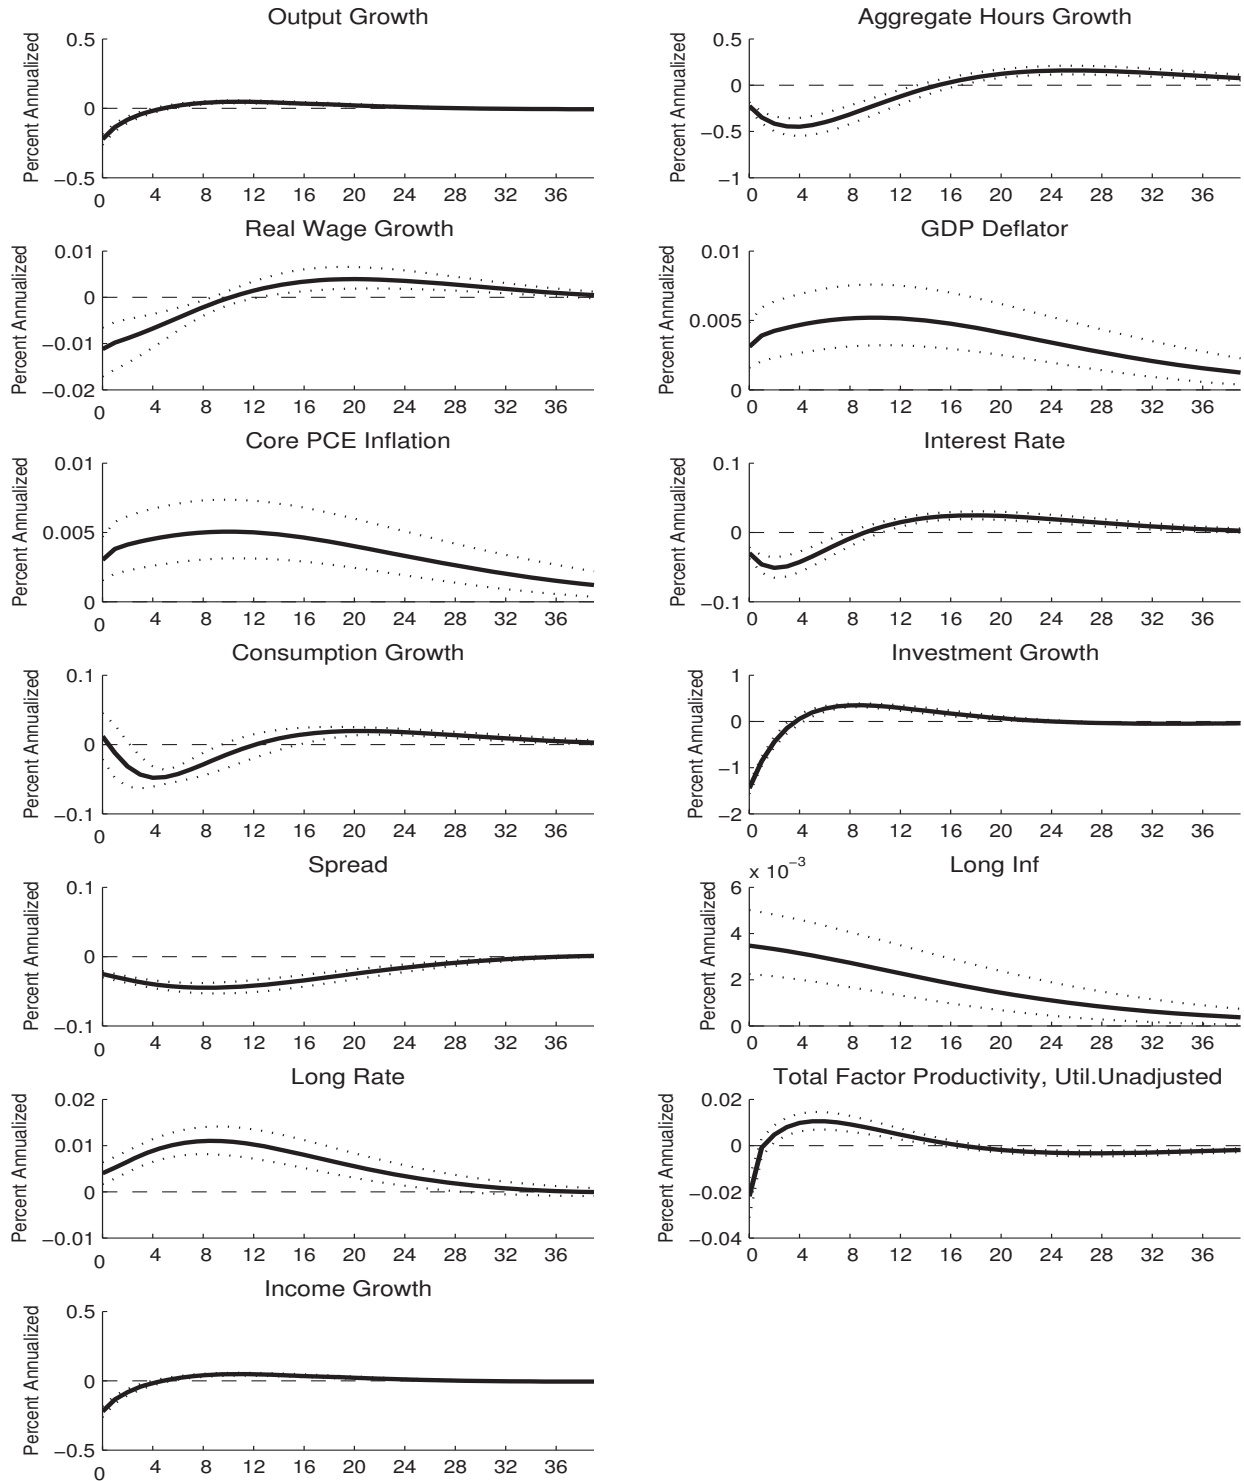 Output Growth
Percent Annualized
0.5
0
−0.5
0 4 8 12 16 20 24 28 32 36
Aggregate Hours Growth
Percent Annualized
0.5
0
−0.5
−1
0 4 8 12 16 20 24 28 32 36
Real Wage Growth
Percent Annualized
0.01
0
−0.01
−0.02
0 4 8 12 16 20 24 28 32 36
GDP Deflator
Percent Annualized
0.01
0.005
0
0 4 8 12 16 20 24 28 32 36
Core PCE Inflation
Percent Annualized
0.01
0.005
0
0 4 8 12 16 20 24 28 32 36
Interest Rate
Percent Annualized
0.1
0
−0.1
0 4 8 12 16 20 24 28 32 36
Consumption Growth
Percent Annualized
0.1
0
−0.1
0 4 8 12 16 20 24 28 32 36
Investment Growth
Percent Annualized
1
0
−1
−2
0 4 8 12 16 20 24 28 32 36
Spread
Percent Annualized
0.1
0
−0.1
0 4 8 12 16 20 24 28 32 36
x 10⁻³
Long Inf
Percent Annualized
6
4
2
0
0 4 8 12 16 20 24 28 32 36
Long Rate
Percent Annualized
0.02
0.01
0
−0.01
0 4 8 12 16 20 24 28 32 36
Total Factor Productivity, Util.Unadjusted
Percent Annualized
0.02
0
−0.02
−0.04
0 4 8 12 16 20 24 28 32 36
Income Growth
Percent Annualized
0.5
0
−0.5
0 4 8 12 16 20 24 28 32 36